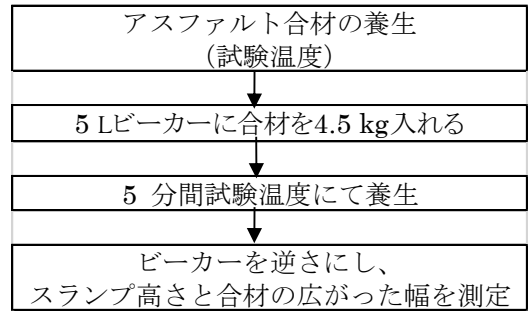 アスファルト合材の養生
(試験温度)
5 Lビーカーに合材を4.5 kg入れる
5 分間試験温度にて養生
ビーカーを逆さにし、
スランプ高さと合材の広がった幅を測定